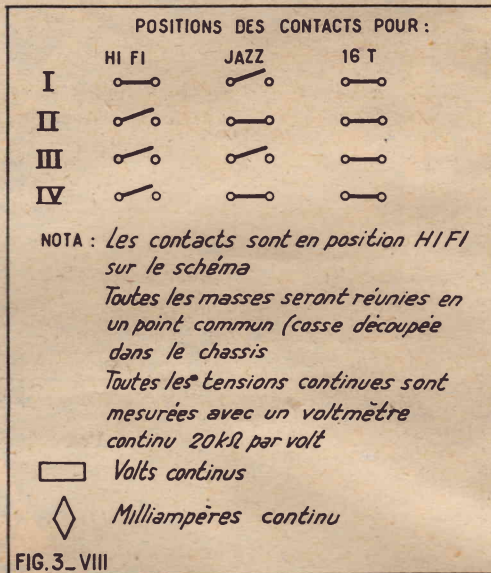 POSITIONS DES CONTACTS POUR :
HI FI JAZZ 16 T
I
II
III
IV
NOTA : Les contacts sont en position HI FI
sur le schéma
Toutes les masses seront réunies en
un point commun (cosse découpée
dans le chassis
Toutes les tensions continues sont
mesurées avec un voltmètre
continu 20kΩ par volt
Volts continus
Milliampères continu
FIG.3_VIII